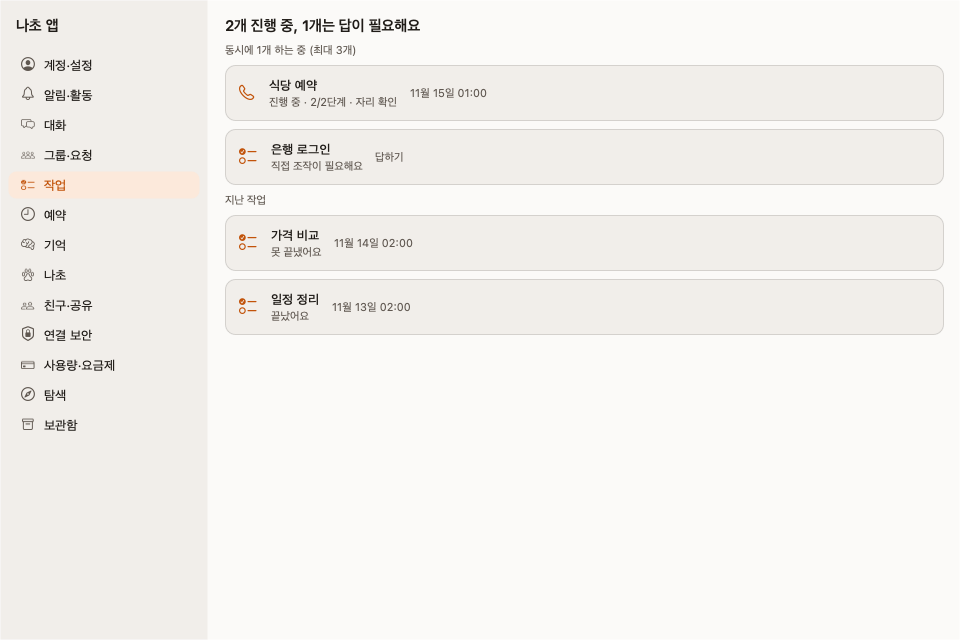 나초 앱
계정·설정
알림·활동
대화
그룹·요청
작업
예약
기억
나초
친구·공유
연결 보안
사용량·요금제
탐색
보관함
2개 진행 중, 1개는 답이 필요해요
동시에 1개 하는 중 (최대 3개)
식당 예약
진행 중 · 2/2단계 · 자리 확인
11월 15일 01:00
은행 로그인
직접 조작이 필요해요
답하기
지난 작업
가격 비교
못 끝냈어요
11월 14일 02:00
일정 정리
끝났어요
11월 13일 02:00